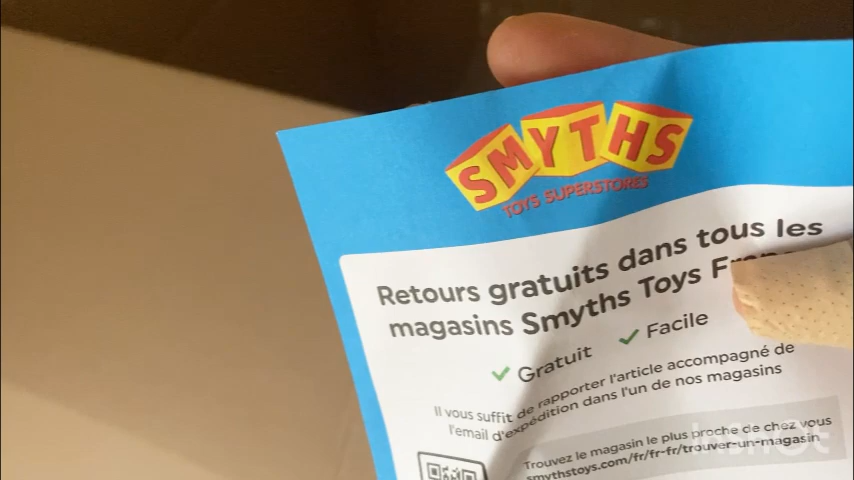 SMYTHS
TOYS SUPERSTORES
Retours gratuits dans tous les
magasins Smyths Toys
Gratuit
Facile
Il vous suffit de rapporter l'article accompagné de
l'email d'expédition dans l'un de nos magasins
Trouvez le magasin le plus proche de chez vous
smythstoys.com/fr/fr-fr/trouver-un-magasin
InShOt